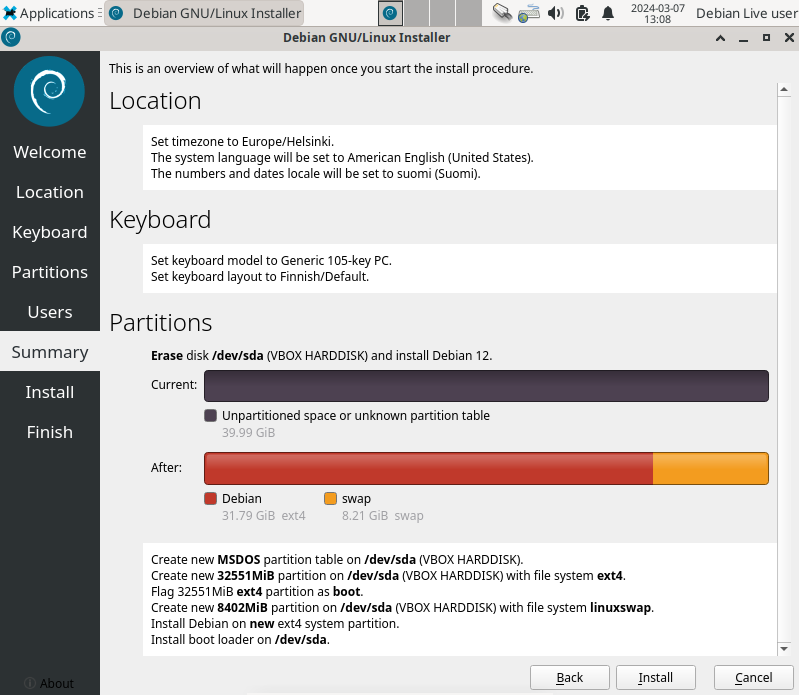 Applications
Debian GNU/Linux Installer
2024-03-07
13:08
Debian Live user
Debian GNU/Linux Installer
Welcome
Location
Keyboard
Partitions
Users
Summary
Install
Finish
About
This is an overview of what will happen once you start the install procedure.
Location
Set timezone to Europe/Helsinki.
The system language will be set to American English (United States).
The numbers and dates locale will be set to suomi (Suomi).
Keyboard
Set keyboard model to Generic 105-key PC.
Set keyboard layout to Finnish/Default.
Partitions
Erase disk /dev/sda (VBOX HARDDISK) and install Debian 12.
Current:
Unpartitioned space or unknown partition table
39.99 GiB
After:
Debian swap
31.79 GiB ext4 8.21 GiB swap
Create new MSDOS partition table on /dev/sda (VBOX HARDDISK).
Create new 32551MiB partition on /dev/sda (VBOX HARDDISK) with file system ext4.
Flag 32551MiB ext4 partition as boot.
Create new 8402MiB partition on /dev/sda (VBOX HARDDISK) with file system linuxswap.
Install Debian on new ext4 system partition.
Install boot loader on /dev/sda.
Back Install Cancel